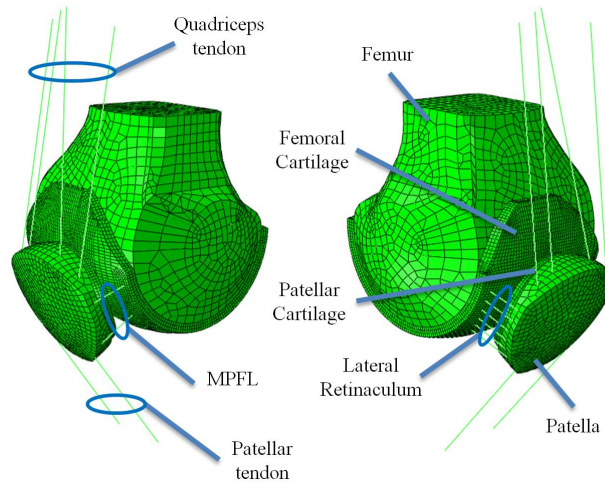 Quadriceps
tendon
Femur
Femoral
Cartilage
Patellar
Cartilage
MPFL
Lateral
Retinaculum
Patella
Patellar
tendon